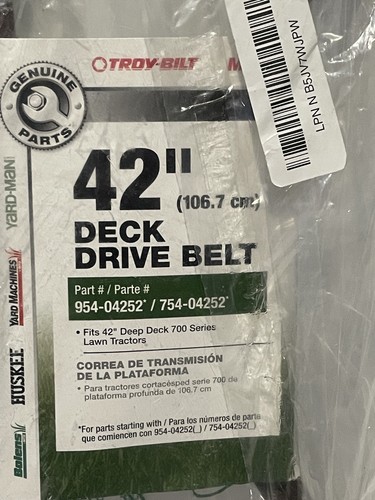 TROY-BILT
M
GENUINE
PARTS
42"
(106.7 cm)
DECK
DRIVE BELT
Part # / Parte #
954-04252* / 754-04252*
• Fits 42" Deep Deck 700 Series
Lawn Tractors
CORREA DE TRANSMISIÓN
DE LA PLATAFORMA
• Para tractores cortacésped serie 700 de
plataforma profunda de 106.7 cm
*For parts starting with / Para los números de parte
que comiencen con 954-04252(_) / 754-04252(_)
YARD-MAN
YARD MACHINES
HUSKEE
Bolens
LPN N B5JV7WJPW